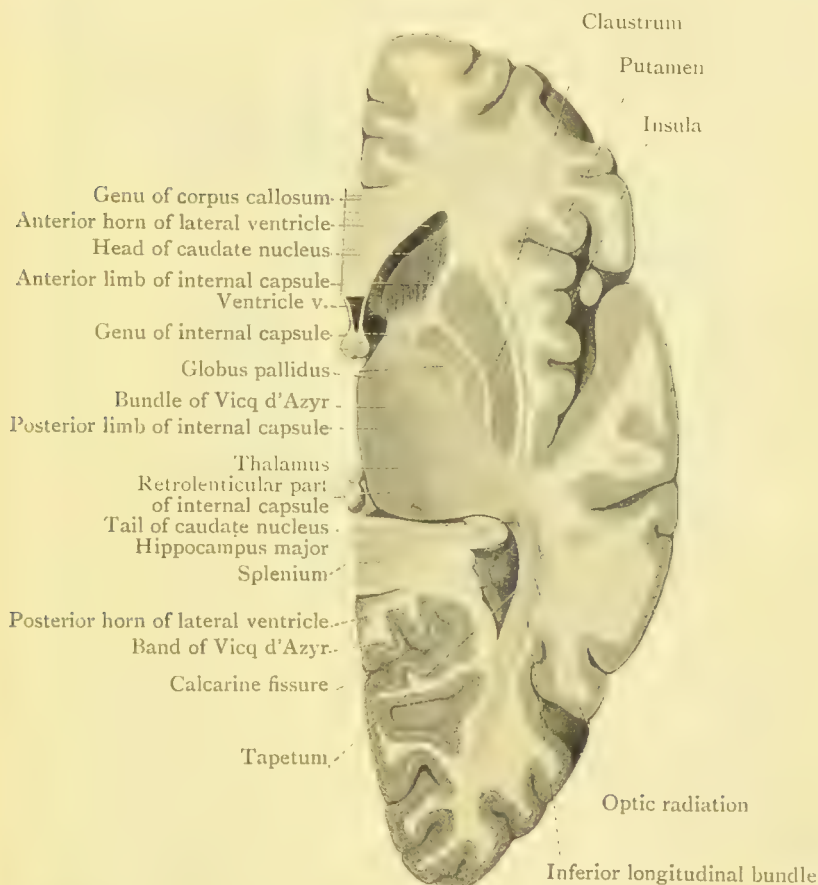 Claustrum
Putamen
Insula
Genu of corpus callosum
Anterior horn of lateral ventricle
Head of caudate nucleus
Anterior limb of internal capsule
Ventricle v.
Genu of internal capsule
Globus pallidus
Bundle of Vicq d'Azyr
Posterior limb of internal capsule
Thalamus
Retrolenticular part
of internal capsule
Tail of caudate nucleus
Hippocampus major
Splenium
Posterior horn of lateral ventricle
Band of Vicq d'Azyr
Calcarine fissure
Tapetum
Optic radiation
Inferior longitudinal bundle